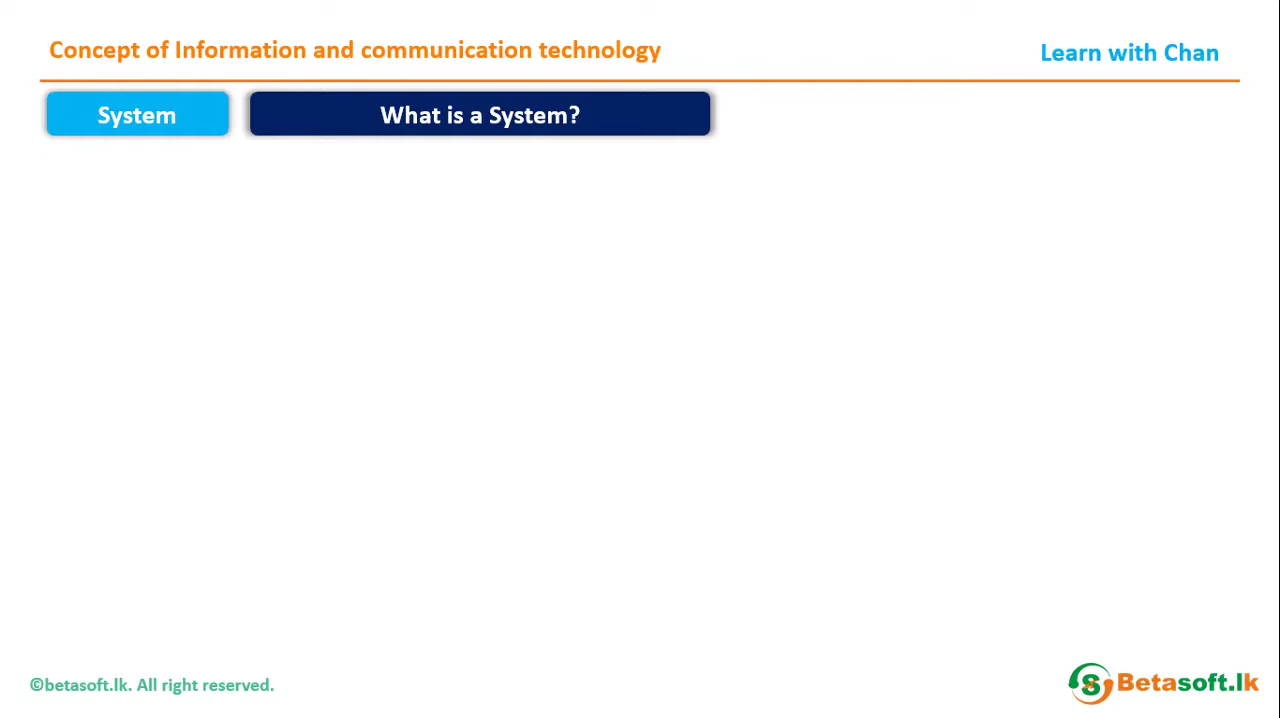 Concept of Information and communication technology
Learn with Chan
System
What is a System?
©betasoft.lk. All right reserved.
S
Betasoft.lk